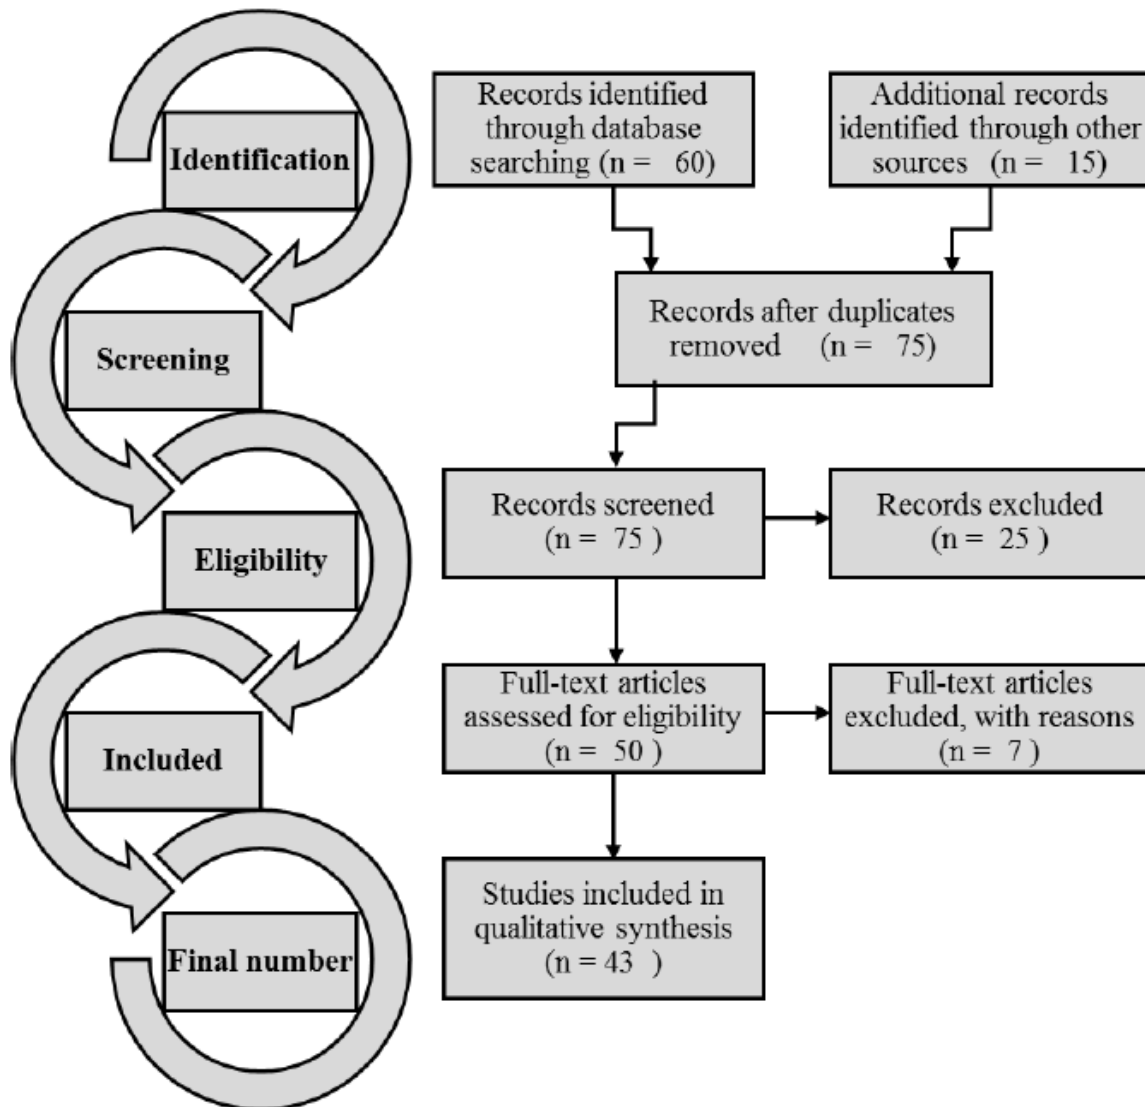 Identification
Screening
Eligibility
Included
Final number
Records identified
through database
searching (n = 60)
Additional records
identified through other
sources (n = 15)
Records after duplicates
removed (n = 75)
Records screened
(n = 75 )
Records excluded
(n = 25 )
Full-text articles
assessed for eligibility
(n = 50 )
Full-text articles
excluded, with reasons
(n = 7 )
Studies included in
qualitative synthesis
(n = 43 )